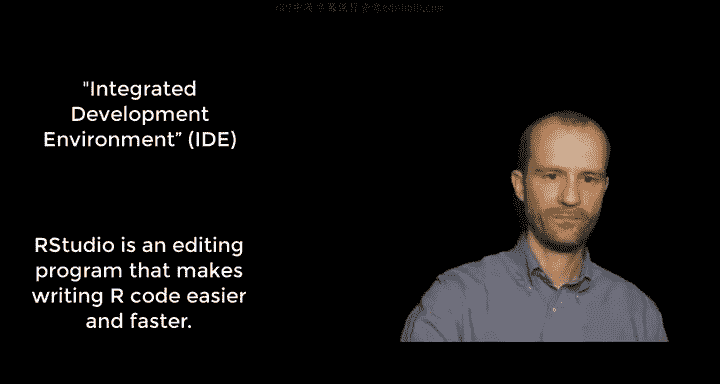 "Integrated
Development
Environment” (IDE)
RStudio is an editing
program that makes
writing R code easier
and faster.